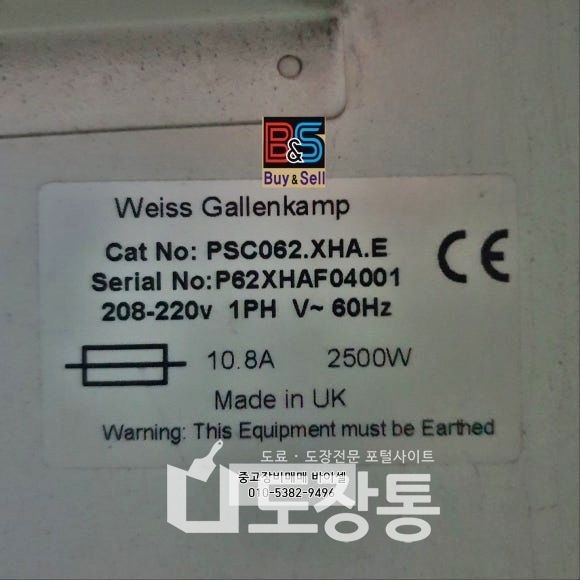 B&S
Buy & Sell
Weiss Gallenkamp
Cat No: PSC062.XHA.E
CE
Serial No:P62XHAF04001
208-220v 1PH V~ 60Hz
10.8A 2500W
Made in UK
Warning: This Equipment must be Earthed
도료 · 도장전문 포털사이트
중고장비매매 바이셀
010-5382-9496
도장통